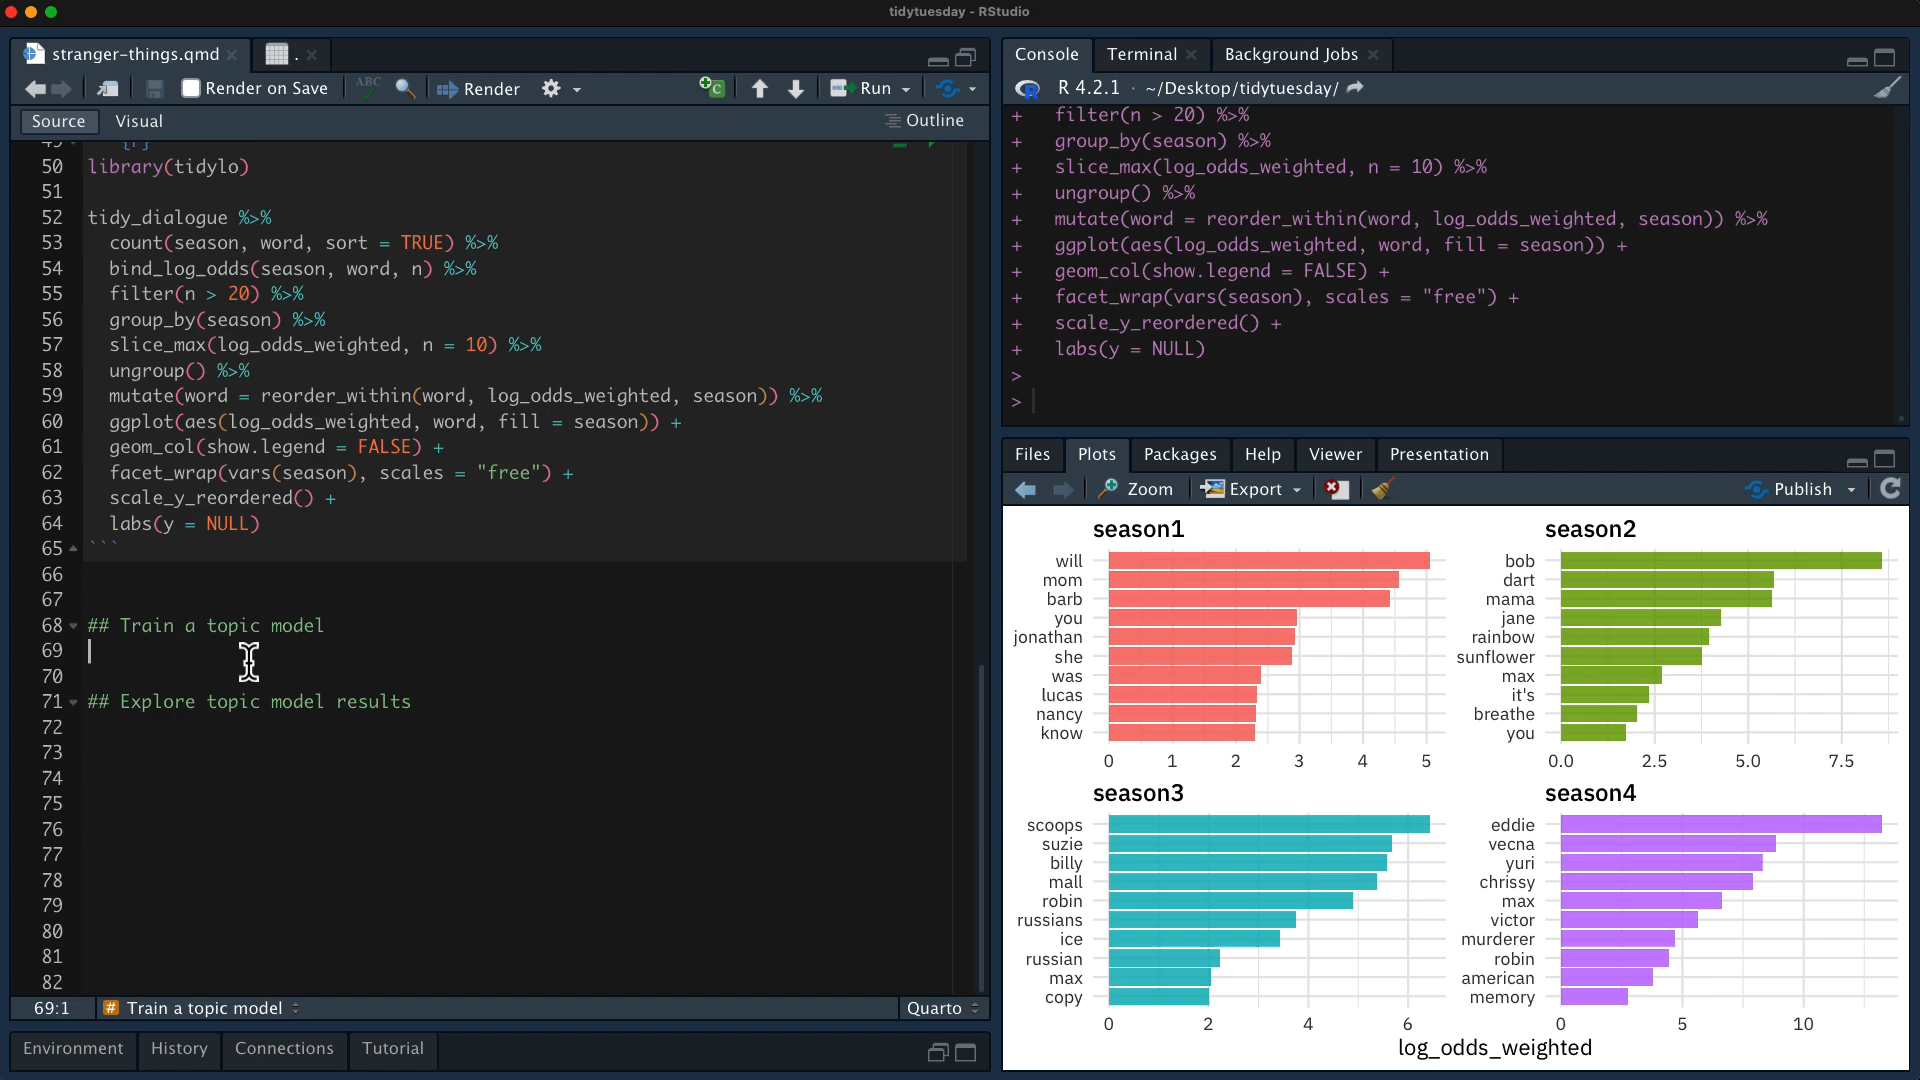 tidytuesday - RStudio
stranger-things.qmd
.
Render on Save
ABC
Render
Run
Source
Visual
Outline
49
{r}
50
library(tidylo)
51
52
tidy_dialogue %>%
53
count(season, word, sort = TRUE) %>%
54
bind_log_odds(season, word, n) %>%
55
filter(n > 20) %>%
56
group_by(season) %>%
57
slice_max(log_odds_weighted, n = 10) %>%
58
ungroup() %>%
59
mutate(word = reorder_within(word, log_odds_weighted, season)) %>%
60
ggplot(aes(log_odds_weighted, word, fill = season)) +
61
geom_col(show.legend = FALSE) +
62
facet_wrap(vars(season), scales = "free") +
63
scale_y_reordered() +
64
labs(y = NULL)
65
```
66
67
68
## Train a topic model
69
70
71
## Explore topic model results
72
73
74
75
76
77
78
79
80
81
82
69:1
# Train a topic model
Quarto
Environment
History
Connections
Tutorial
Console
Terminal
Background Jobs
R 4.2.1 · ~/Desktop/tidytuesday/
+ filter(n > 20) %>%
+ group_by(season) %>%
+ slice_max(log_odds_weighted, n = 10) %>%
+ ungroup() %>%
+ mutate(word = reorder_within(word, log_odds_weighted, season)) %>%
+ ggplot(aes(log_odds_weighted, word, fill = season)) +
+ geom_col(show.legend = FALSE) +
+ facet_wrap(vars(season), scales = "free") +
+ scale_y_reordered() +
+ labs(y = NULL)
>
>
Files
Plots
Packages
Help
Viewer
Presentation
Zoom
Export
Publish
season1
will
mom
barb
you
jonathan
she
was
lucas
nancy
know
0 1 2 3 4 5
season2
bob
dart
mama
jane
rainbow
sunflower
max
it's
breathe
you
0.0 2.5 5.0 7.5
season3
scoops
suzie
billy
mall
robin
russians
ice
russian
max
copy
0 2 4 6
season4
eddie
vecna
yuri
chrissy
max
victor
murderer
robin
american
memory
0 5 10
log_odds_weighted